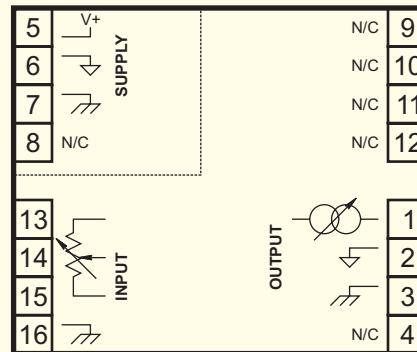 5 V+
6
7
8 N/C
SUPPLY
N/C 9
N/C 10
N/C 11
N/C 12
13
14
15
16
INPUT
OUTPUT
1
2
3
N/C 4